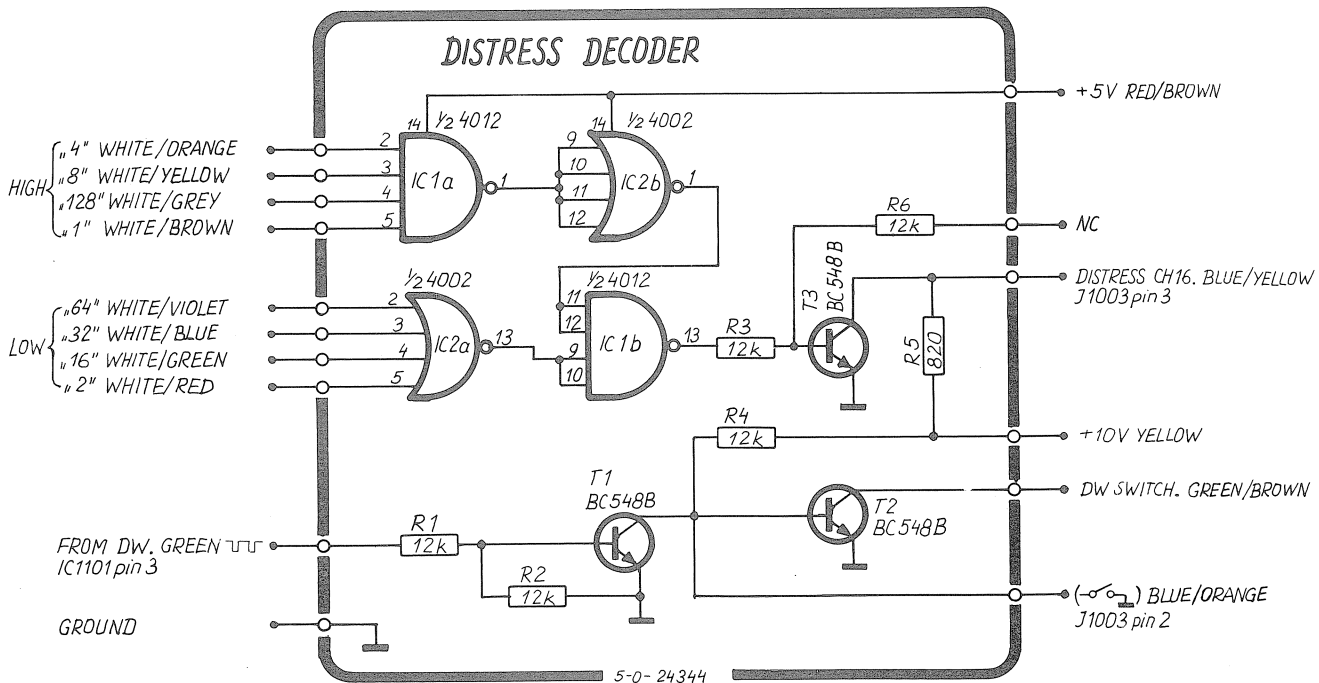 DISTRESS DECODER
+5V RED/BROWN
HIGH
„4" WHITE/ORANGE
„8" WHITE/YELLOW
„128" WHITE/GREY
„1" WHITE/BROWN
2
3
4
5
14
½ 4012
IC1a
1
14
½ 4002
9
10
11
12
IC2b
1
R6
12k
NC
LOW
„64" WHITE/VIOLET
„32" WHITE/BLUE
„16" WHITE/GREEN
„2" WHITE/RED
2
3
4
5
½ 4002
IC2a
13
½ 4012
11
12
9
10
IC1b
13
R3
12k
T3
BC548B
DISTRESS CH16. BLUE/YELLOW
J1003 pin 3
R5
820
R4
12k
+10V YELLOW
T1
BC548B
T2
BC548B
DW SWITCH. GREEN/BROWN
FROM DW. GREEN
IC1101 pin 3
R1
12k
R2
12k
( ) BLUE/ORANGE
J1003 pin 2
GROUND
5-0-24344